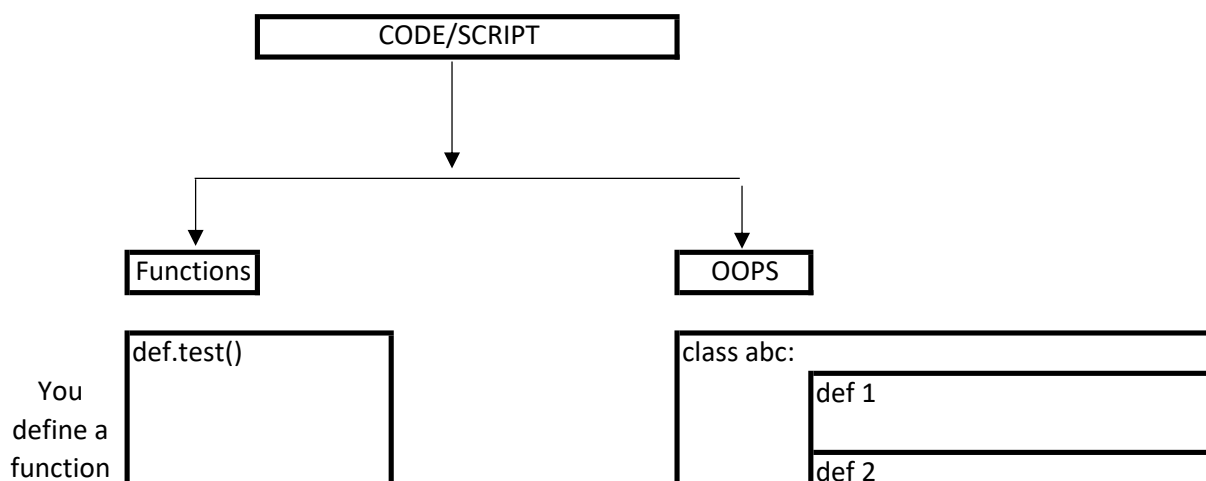 CODE/SCRIPT
Functions
OOPS
def.test()
class abc:
You
define a
function
def 1
def 2